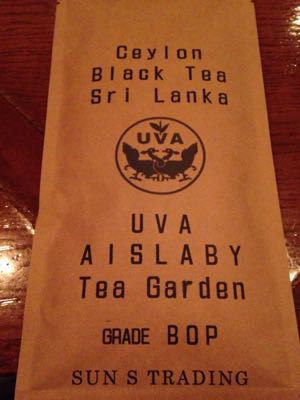 Ceylon
Black Tea
Sri Lanka
UVA
UVA
AISLABY
Tea Garden
GRADE BOP
SUN S TRADING